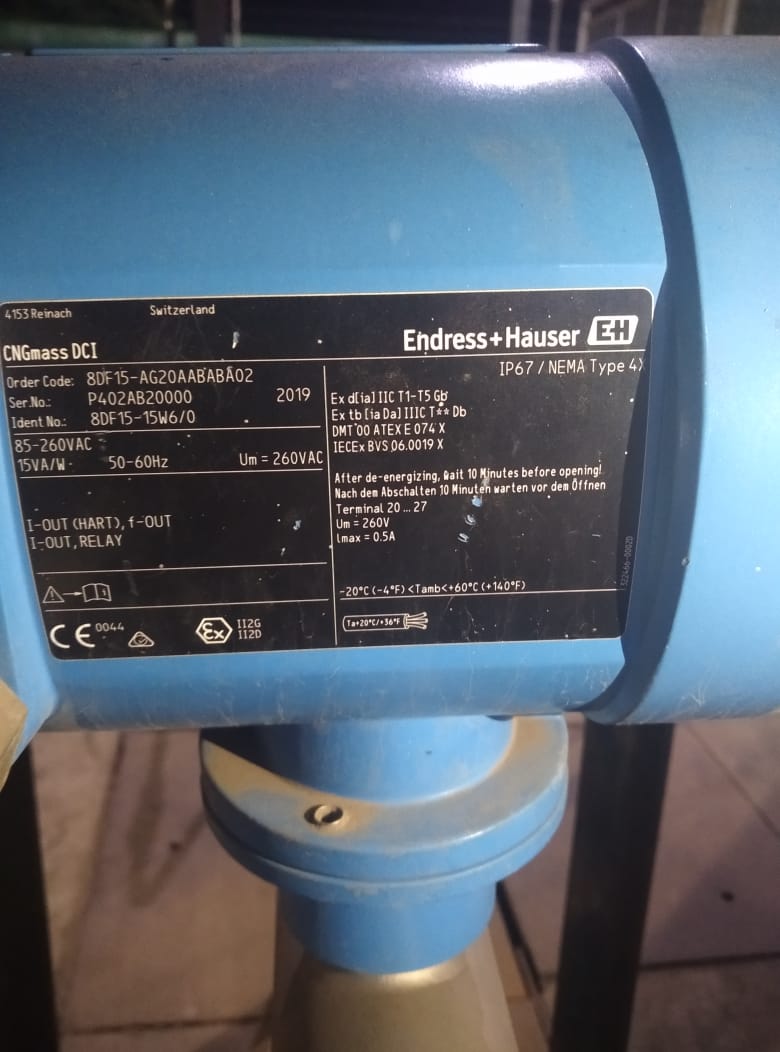 4153 Reinach Switzerland
Endress+Hauser EH
CNGmass DCI
IP67 / NEMA Type 4X
Order Code: 8DF15-AG20AABABA02
Ser.No.: P402AB20000 2019
Ident No.: 8DF15-15W6/0
85-260VAC
15VA/W 50-60Hz Um = 260VAC
I-OUT (HART), f-OUT
I-OUT, RELAY
i
CE 0044
Ex II2G
II2D
Ex d[ia] IIC T1-T5 Gb
Ex tb [ia Da] IIIC T** Db
DMT 00 ATEX E 074 X
IECEx BVS 06.0019 X
After de-energizing, wait 10 Minutes before opening!
Nach dem Abschalten 10 Minuten warten vor dem Öffnen
Terminal 20 ... 27
Um = 260V
Imax = 0.5A
-20°C (-4°F) <Tamb<+60°C (+140°F)
Ta+20°C/+36°F